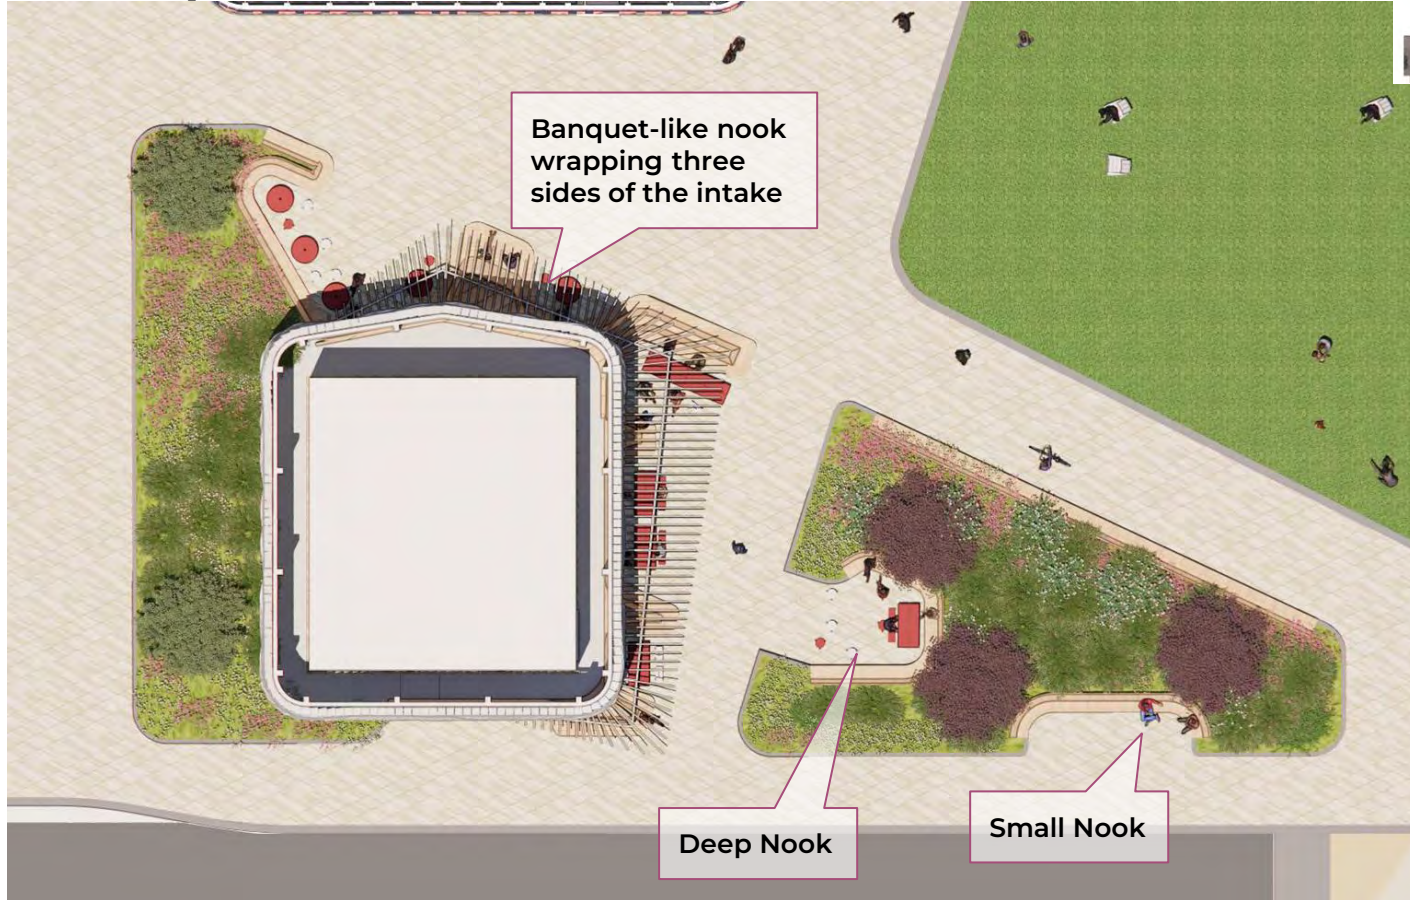 Banquet-like nook
wrapping three
sides of the intake
Deep Nook
Small Nook